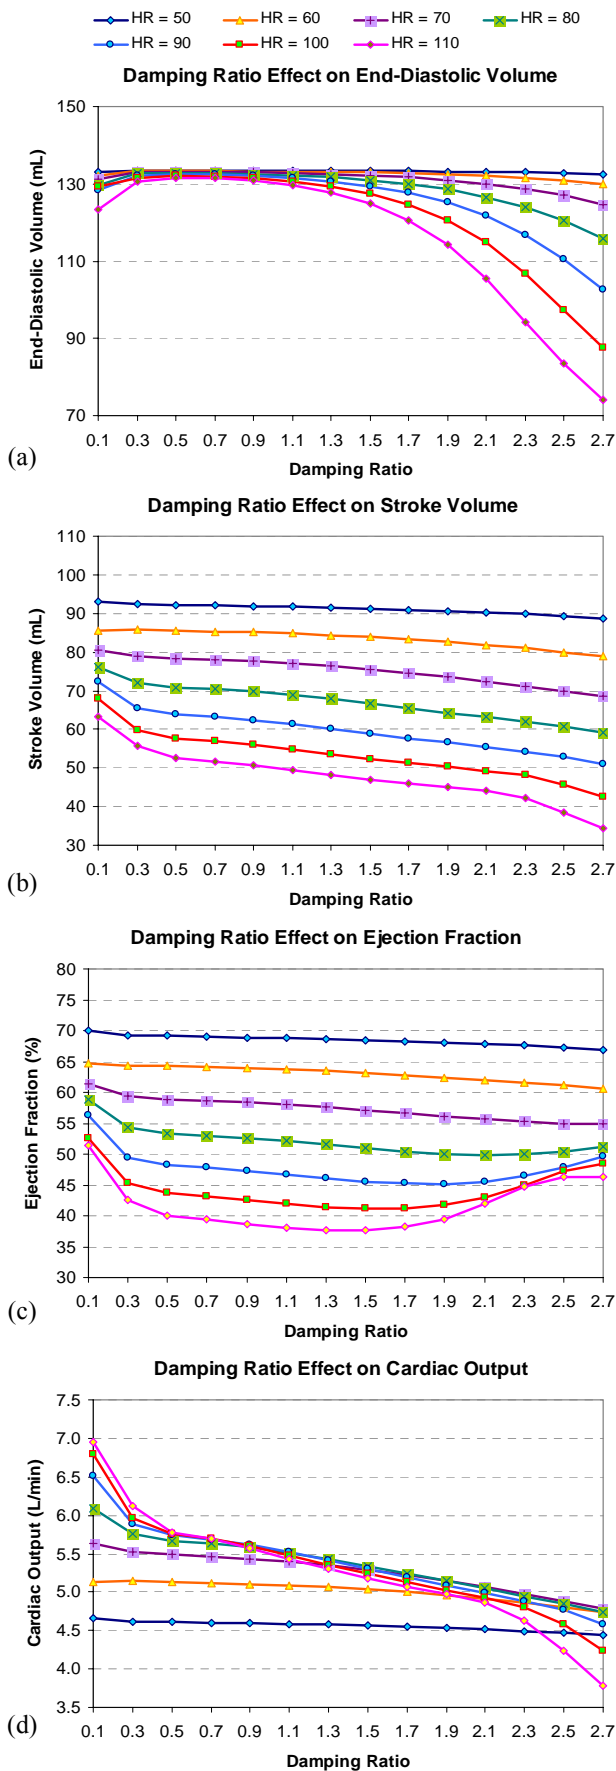 HR = 50 HR = 60 HR = 70 HR = 80
HR = 90 HR = 100 HR = 110
Damping Ratio Effect on End-Diastolic Volume
End-Diastolic Volume (mL)
150
130
110
90
70
0.1 0.3 0.5 0.7 0.9 1.1 1.3 1.5 1.7 1.9 2.1 2.3 2.5 2.7
(a)
Damping Ratio
Damping Ratio Effect on Stroke Volume
Stroke Volume (mL)
110
100
90
80
70
60
50
40
30
0.1 0.3 0.5 0.7 0.9 1.1 1.3 1.5 1.7 1.9 2.1 2.3 2.5 2.7
(b)
Damping Ratio
Damping Ratio Effect on Ejection Fraction
Ejection Fraction (%)
80
75
70
65
60
55
50
45
40
35
30
0.1 0.3 0.5 0.7 0.9 1.1 1.3 1.5 1.7 1.9 2.1 2.3 2.5 2.7
(c)
Damping Ratio
Damping Ratio Effect on Cardiac Output
Cardiac Output (L/min)
7.5
7.0
6.5
6.0
5.5
5.0
4.5
4.0
3.5
0.1 0.3 0.5 0.7 0.9 1.1 1.3 1.5 1.7 1.9 2.1 2.3 2.5 2.7
(d)
Damping Ratio